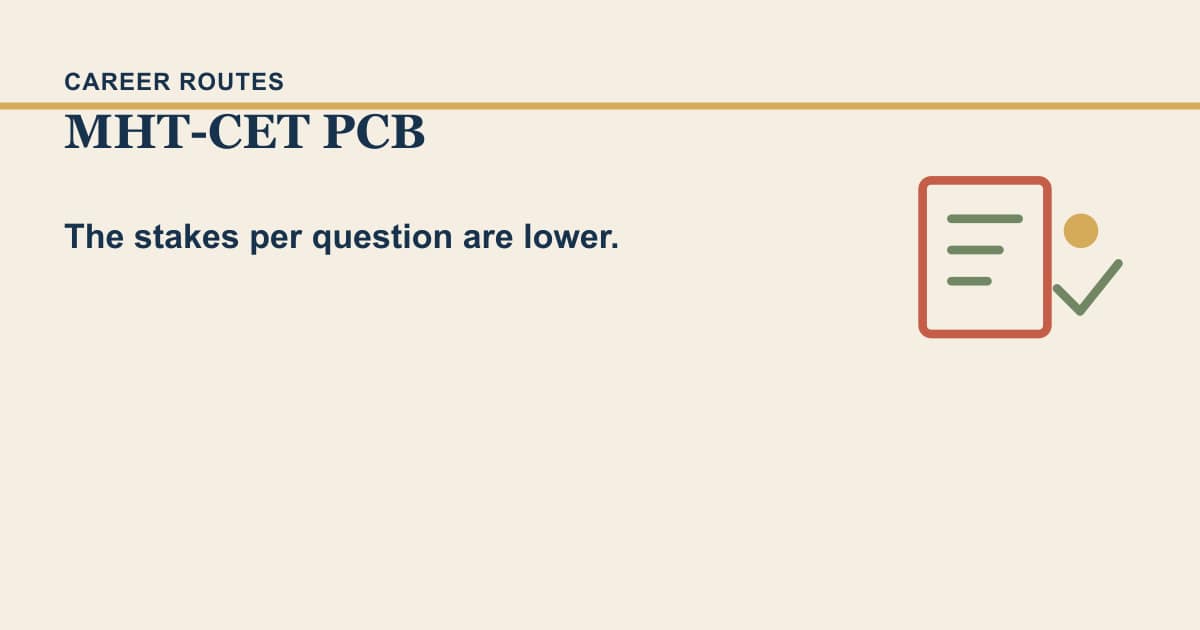 CAREER ROUTES
MHT-CET PCB
The stakes per question are lower.